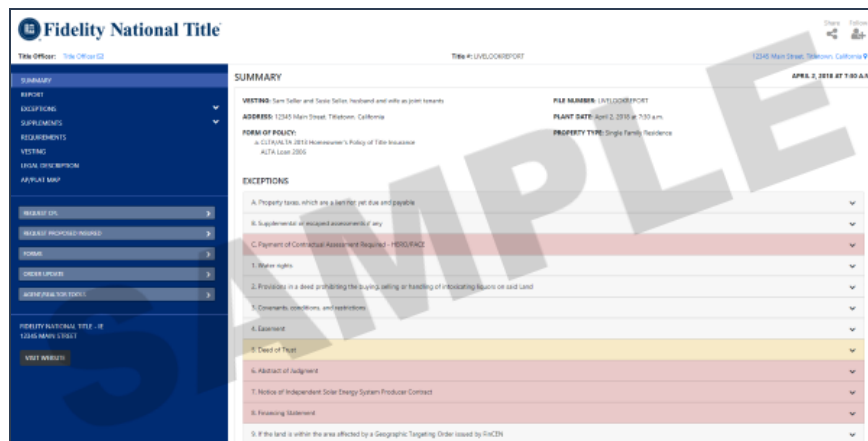 Fidelity National Title
Share Follow
Title Officer: Title Officer
Title #: LIVELOOKREPORT
12345 Main Street, Titletown, California
SUMMARY
REPORT
EXCEPTIONS
SUPPLEMENTS
REQUIREMENTS
VESTING
LEGAL DESCRIPTION
AP/PLAT MAP
REQUEST CPL
REQUEST PROPOSED INSURED
FORMS
ORDER UPDATE
AGENT/REALTOR TOOLS
FIDELITY NATIONAL TITLE - IE
12345 MAIN STREET
VISIT WEBSITE
SUMMARY
APRIL 2, 2018 AT 7:30 A.M
VESTING: Sam Seller and Susie Seller, husband and wife as joint tenants
FILE NUMBER: LIVELOOKREPORT
ADDRESS: 12345 Main Street, Titletown, California
PLANT DATE: April 2, 2018 at 7:30 a.m.
FORM OF POLICY:
PROPERTY TYPE: Single Family Residence
a. CLTA/ALTA 2013 Homeowner's Policy of Title Insurance
ALTA Loan 2006
EXCEPTIONS
A. Property taxes, which are a lien not yet due and payable
B. Supplemental or escaped assessments if any
C. Payment of Contractual Assessment Required - HERO/PACE
1. Water rights
2. Provisions in a deed prohibiting the buying, selling or handling of intoxicating liquors on said Land
3. Covenants, conditions, and restrictions
4. Easement
5. Deed of Trust
6. Abstract of Judgment
7. Notice of Independent Solar Energy System Producer Contract
8. Financing Statement
9. If the land is within the area affected by a Geographic Targeting Order issued by FinCEN
SAMPLE